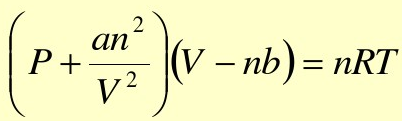 (P + an²/V²)(V − nb) = nRT